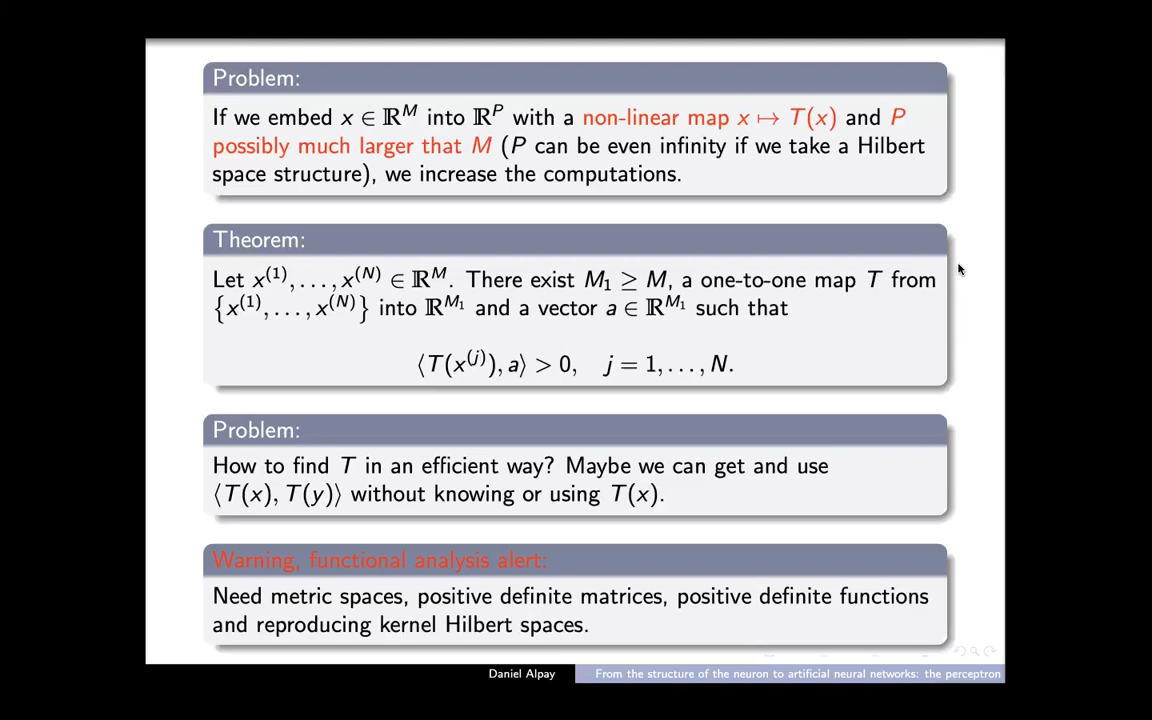 Problem:
If we embed x ∈ ℝᴹ into ℝᴾ with a non-linear map x ↦ T(x) and P
possibly much larger that M (P can be even infinity if we take a Hilbert
space structure), we increase the computations.
Theorem:
Let x⁽¹⁾, . . . , x⁽ᴺ⁾ ∈ ℝᴹ. There exist M₁ ≥ M, a one-to-one map T from
{x⁽¹⁾, . . . , x⁽ᴺ⁾} into ℝᴹ¹ and a vector a ∈ ℝᴹ¹ such that
⟨T(x⁽ʲ⁾), a⟩ > 0, j = 1, . . . , N.
Problem:
How to find T in an efficient way? Maybe we can get and use
⟨T(x), T(y)⟩ without knowing or using T(x).
Warning, functional analysis alert:
Need metric spaces, positive definite matrices, positive definite functions
and reproducing kernel Hilbert spaces.
Daniel Alpay From the structure of the neuron to artificial neural networks: the perceptron